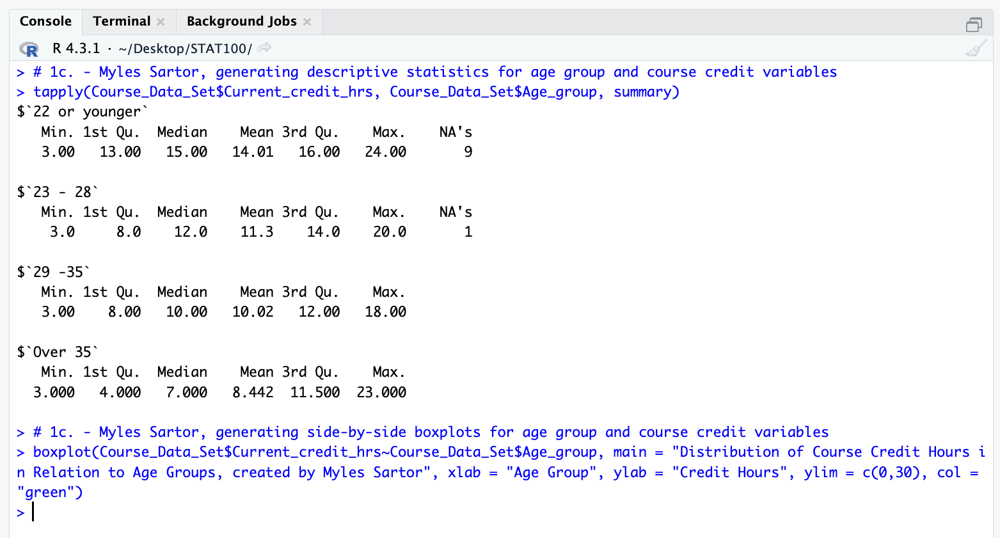 Console Terminal × Background Jobs ×
R R 4.3.1 · ~/Desktop/STAT100/
> # 1c. - Myles Sartor, generating descriptive statistics for age group and course credit variables
> tapply(Course_Data_Set$Current_credit_hrs, Course_Data_Set$Age_group, summary)
$`22 or younger`
   Min. 1st Qu.  Median    Mean 3rd Qu.    Max.    NA's
   3.00   13.00   15.00   14.01   16.00   24.00       9
$`23 - 28`
   Min. 1st Qu.  Median    Mean 3rd Qu.    Max.    NA's
    3.0     8.0    12.0    11.3    14.0    20.0       1
$`29 -35`
   Min. 1st Qu.  Median    Mean 3rd Qu.    Max.
   3.00    8.00   10.00   10.02   12.00   18.00
$`Over 35`
   Min. 1st Qu.  Median    Mean 3rd Qu.    Max.
  3.000   4.000   7.000   8.442  11.500  23.000
> # 1c. - Myles Sartor, generating side-by-side boxplots for age group and course credit variables
> boxplot(Course_Data_Set$Current_credit_hrs~Course_Data_Set$Age_group, main = "Distribution of Course Credit Hours i
n Relation to Age Groups, created by Myles Sartor", xlab = "Age Group", ylab = "Credit Hours", ylim = c(0,30), col =
"green")
>